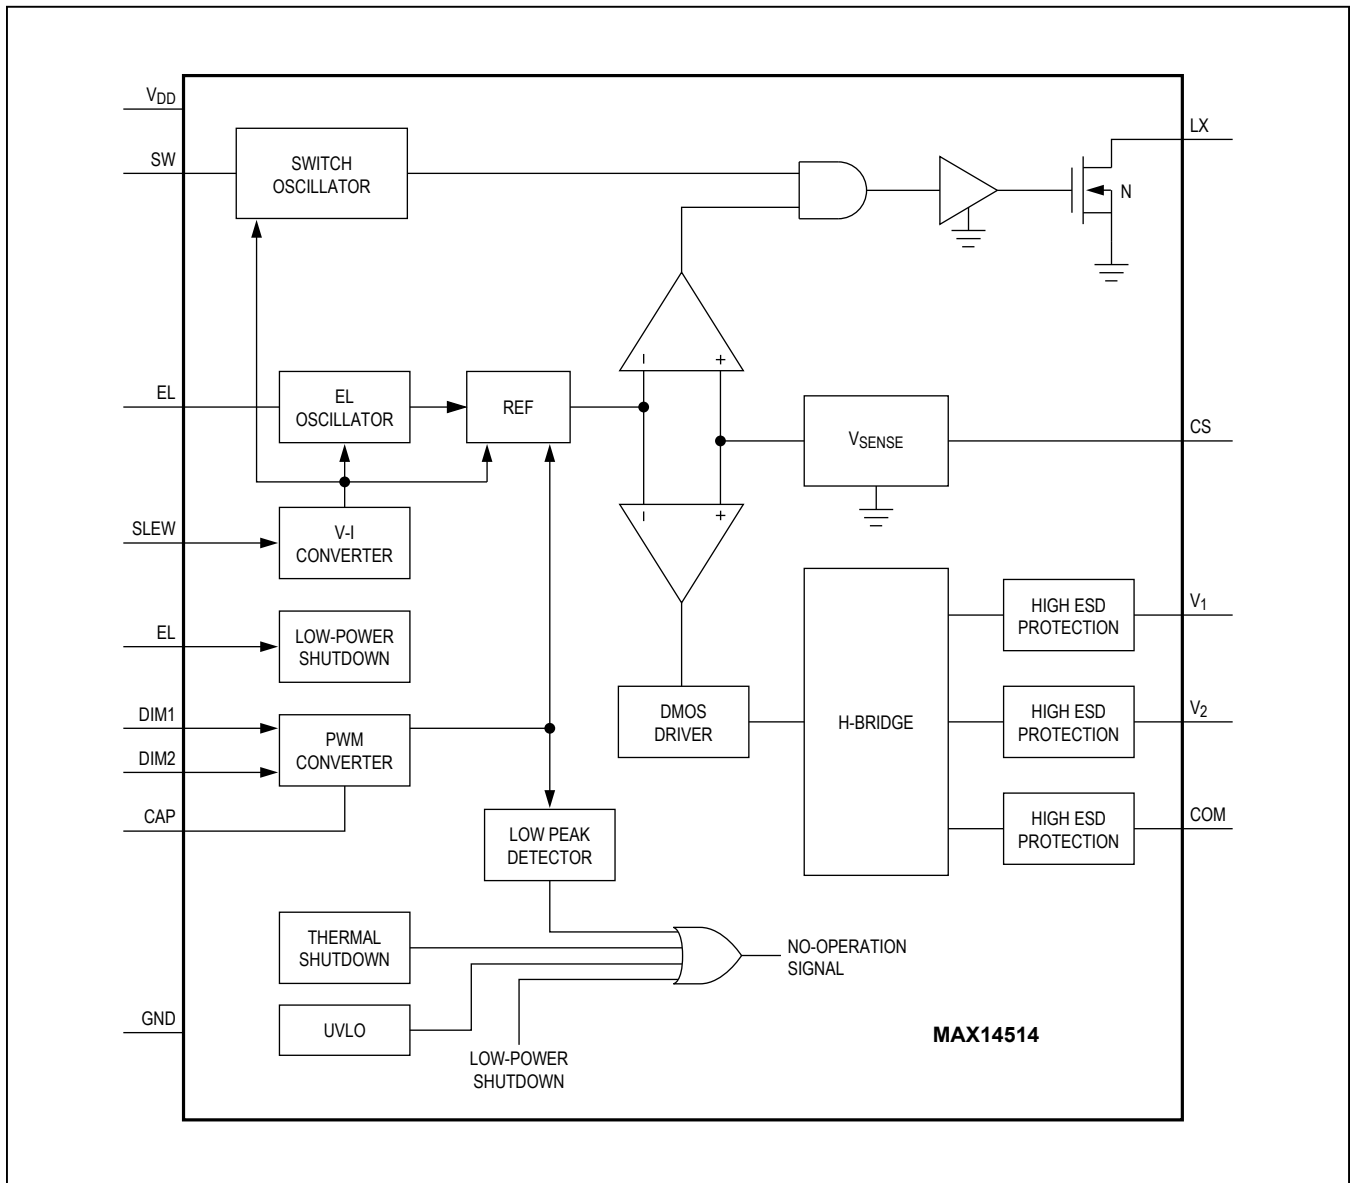 VDD
LX
SW
SWITCH
OSCILLATOR
N
EL
EL
OSCILLATOR
REF
–
+
VSENSE
CS
SLEW
V-I
CONVERTER
–
+
EL
LOW-POWER
SHUTDOWN
HIGH ESD
PROTECTION
V1
DIM1
DIM2
PWM
CONVERTER
DMOS
DRIVER
H-BRIDGE
HIGH ESD
PROTECTION
V2
CAP
LOW PEAK
DETECTOR
HIGH ESD
PROTECTION
COM
THERMAL
SHUTDOWN
NO-OPERATION
SIGNAL
GND
UVLO
LOW-POWER
SHUTDOWN
MAX14514